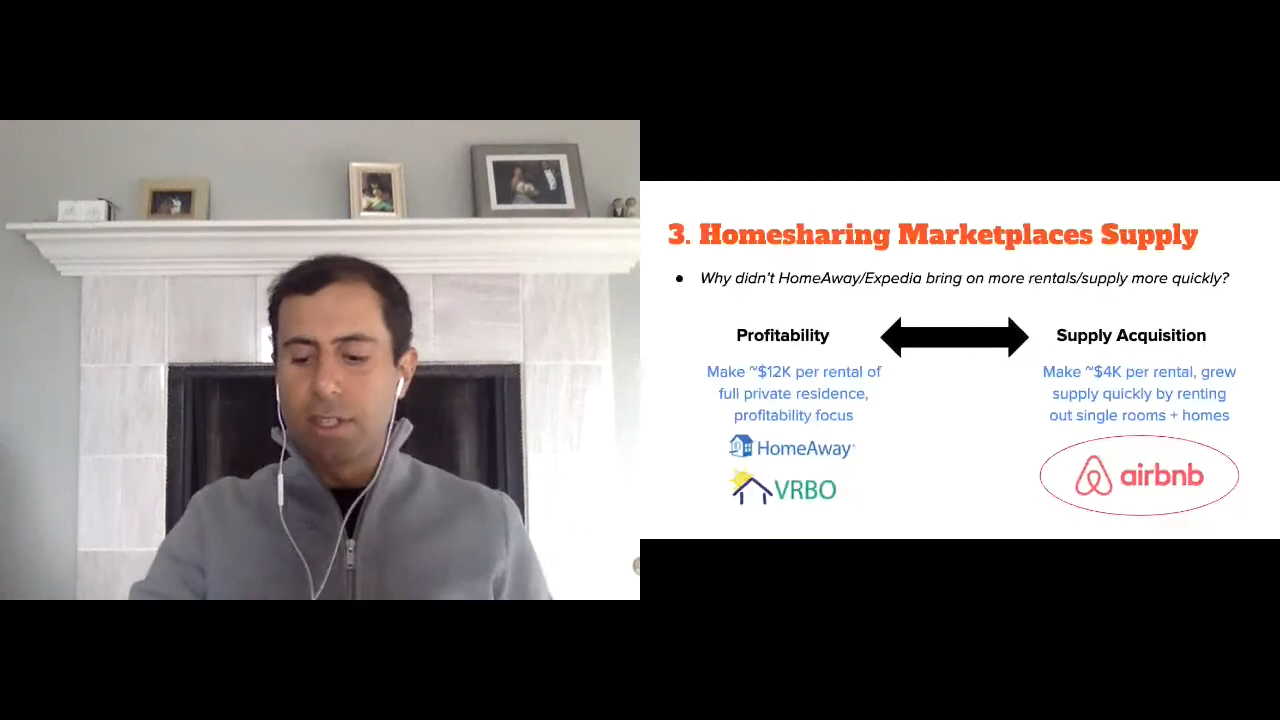 3. Homesharing Marketplaces Supply
● Why didn't HomeAway/Expedia bring on more rentals/supply more quickly?
Profitability
Make ~$12K per rental of
full private residence,
profitability focus
HomeAway
VRBO
Supply Acquisition
Make ~$4K per rental, grew
supply quickly by renting
out single rooms + homes
airbnb